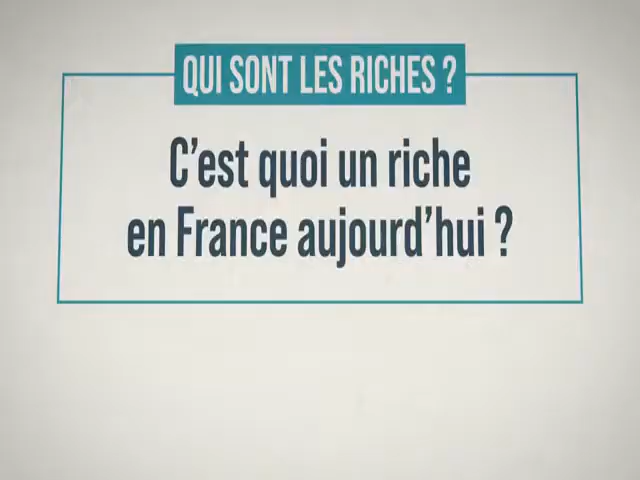 QUI SONT LES RICHES ?
C'est quoi un riche
en France aujourd'hui ?